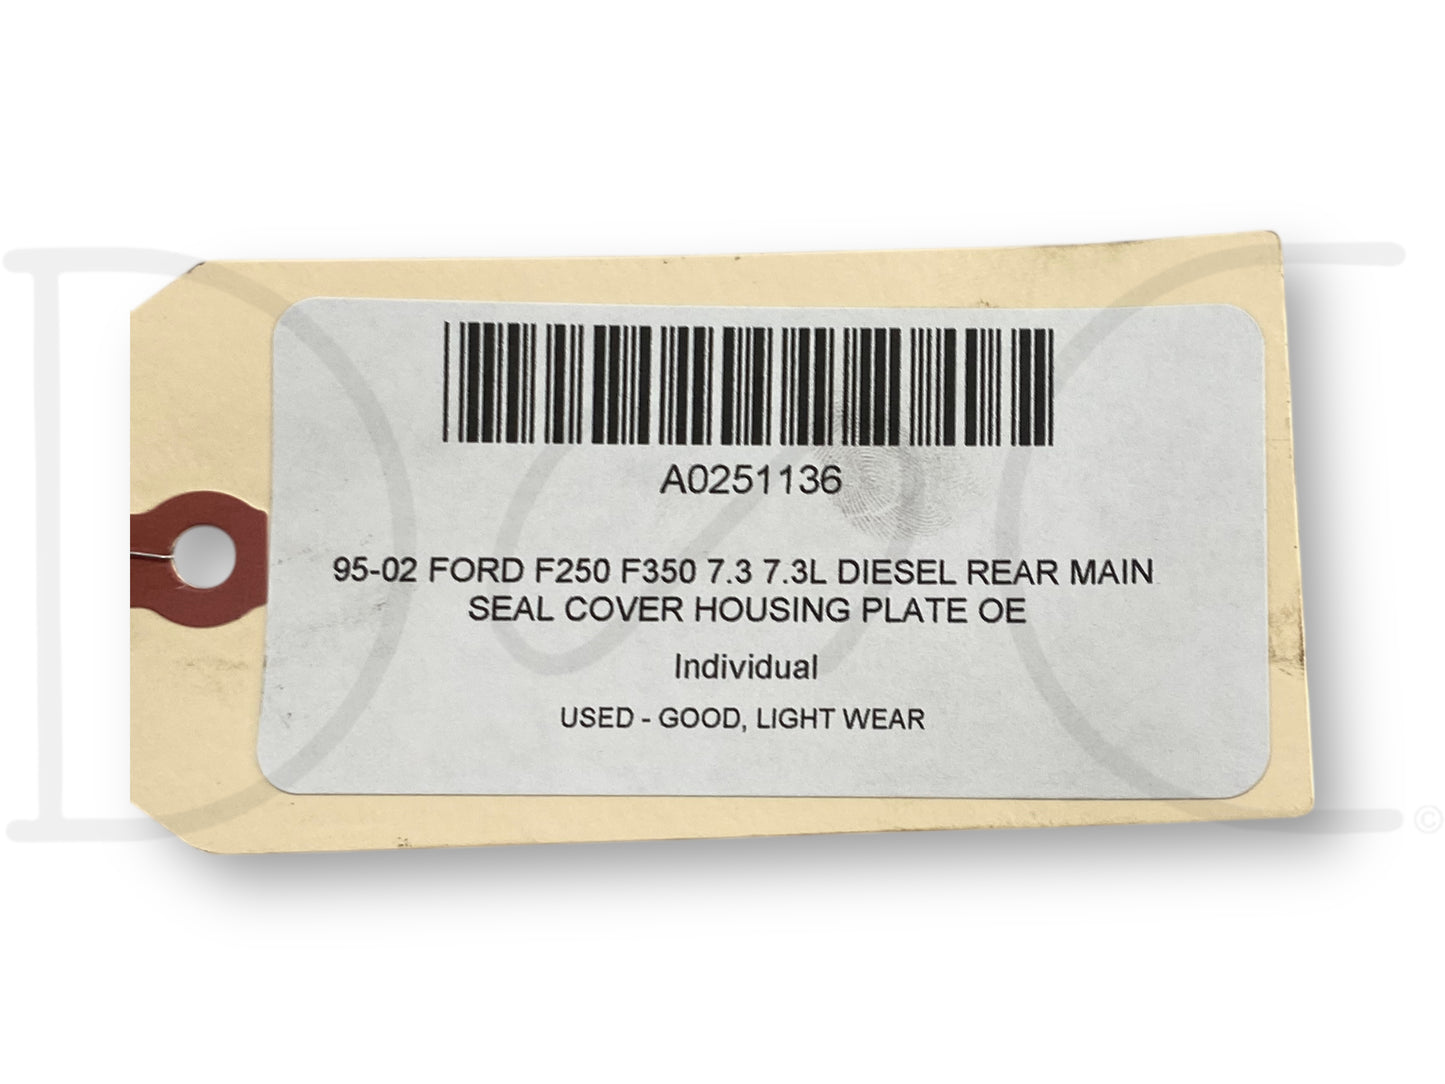 A0251136
95-02 FORD F250 F350 7.3 7.3L DIESEL REAR MAIN
SEAL COVER HOUSING PLATE OE
Individual
USED - GOOD, LIGHT WEAR
©